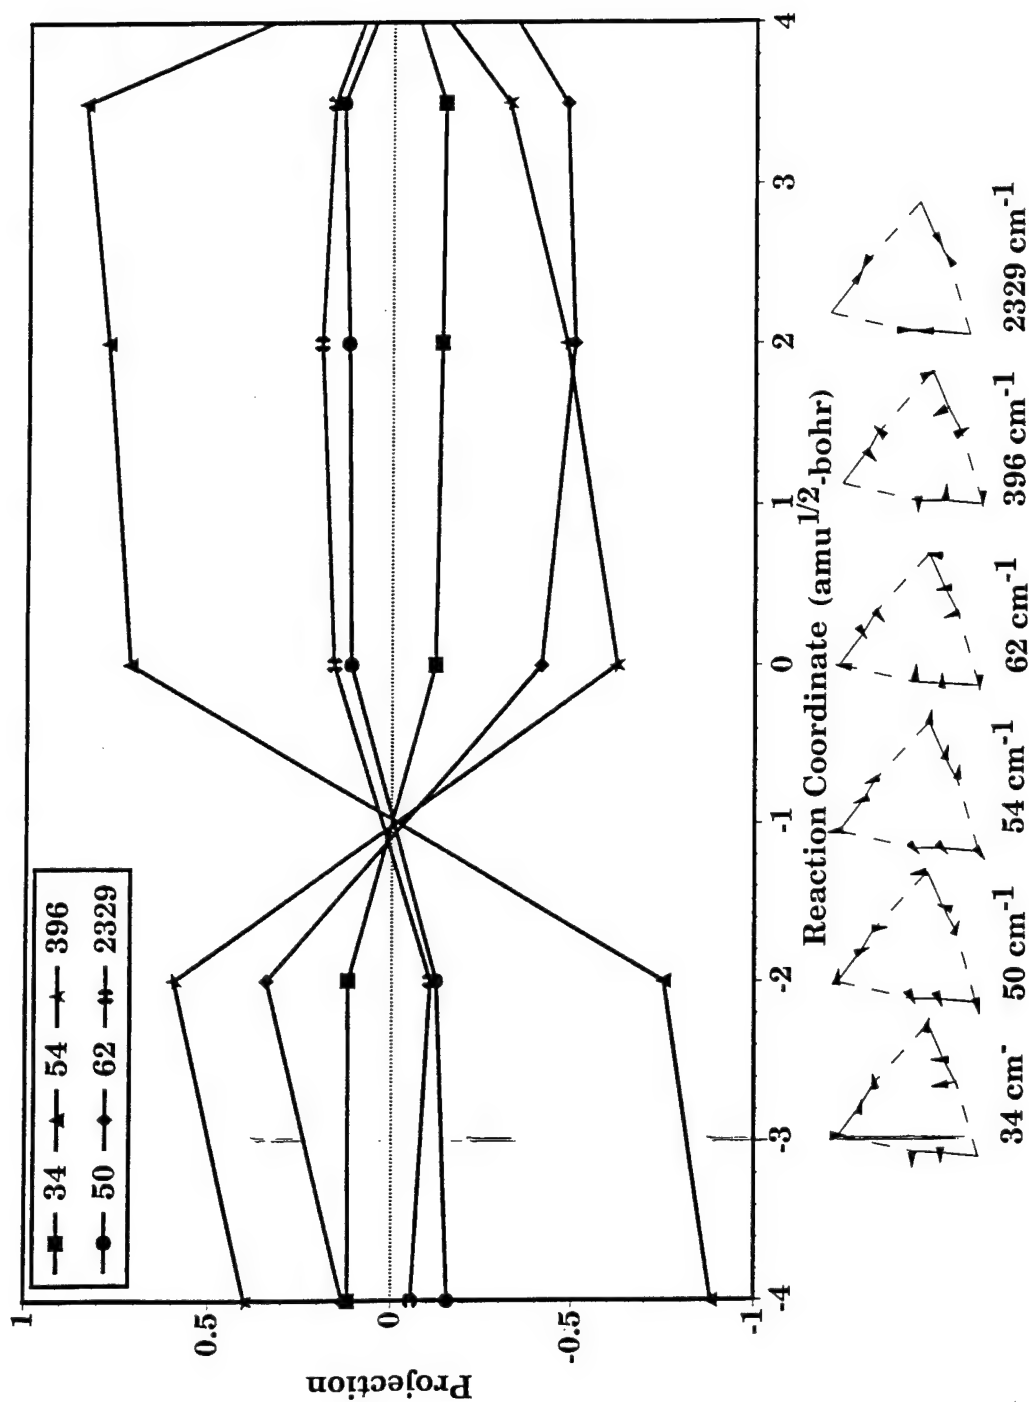 34 54 396
50 62 2329
Projection
1
0.5
0
-0.5
-1
-4 -3 -2 -1 0 1 2 3 4
Reaction Coordinate (amu1/2-bohr)
34 cm-
50 cm-1
54 cm-1
62 cm-1
396 cm-1
2329 cm-1